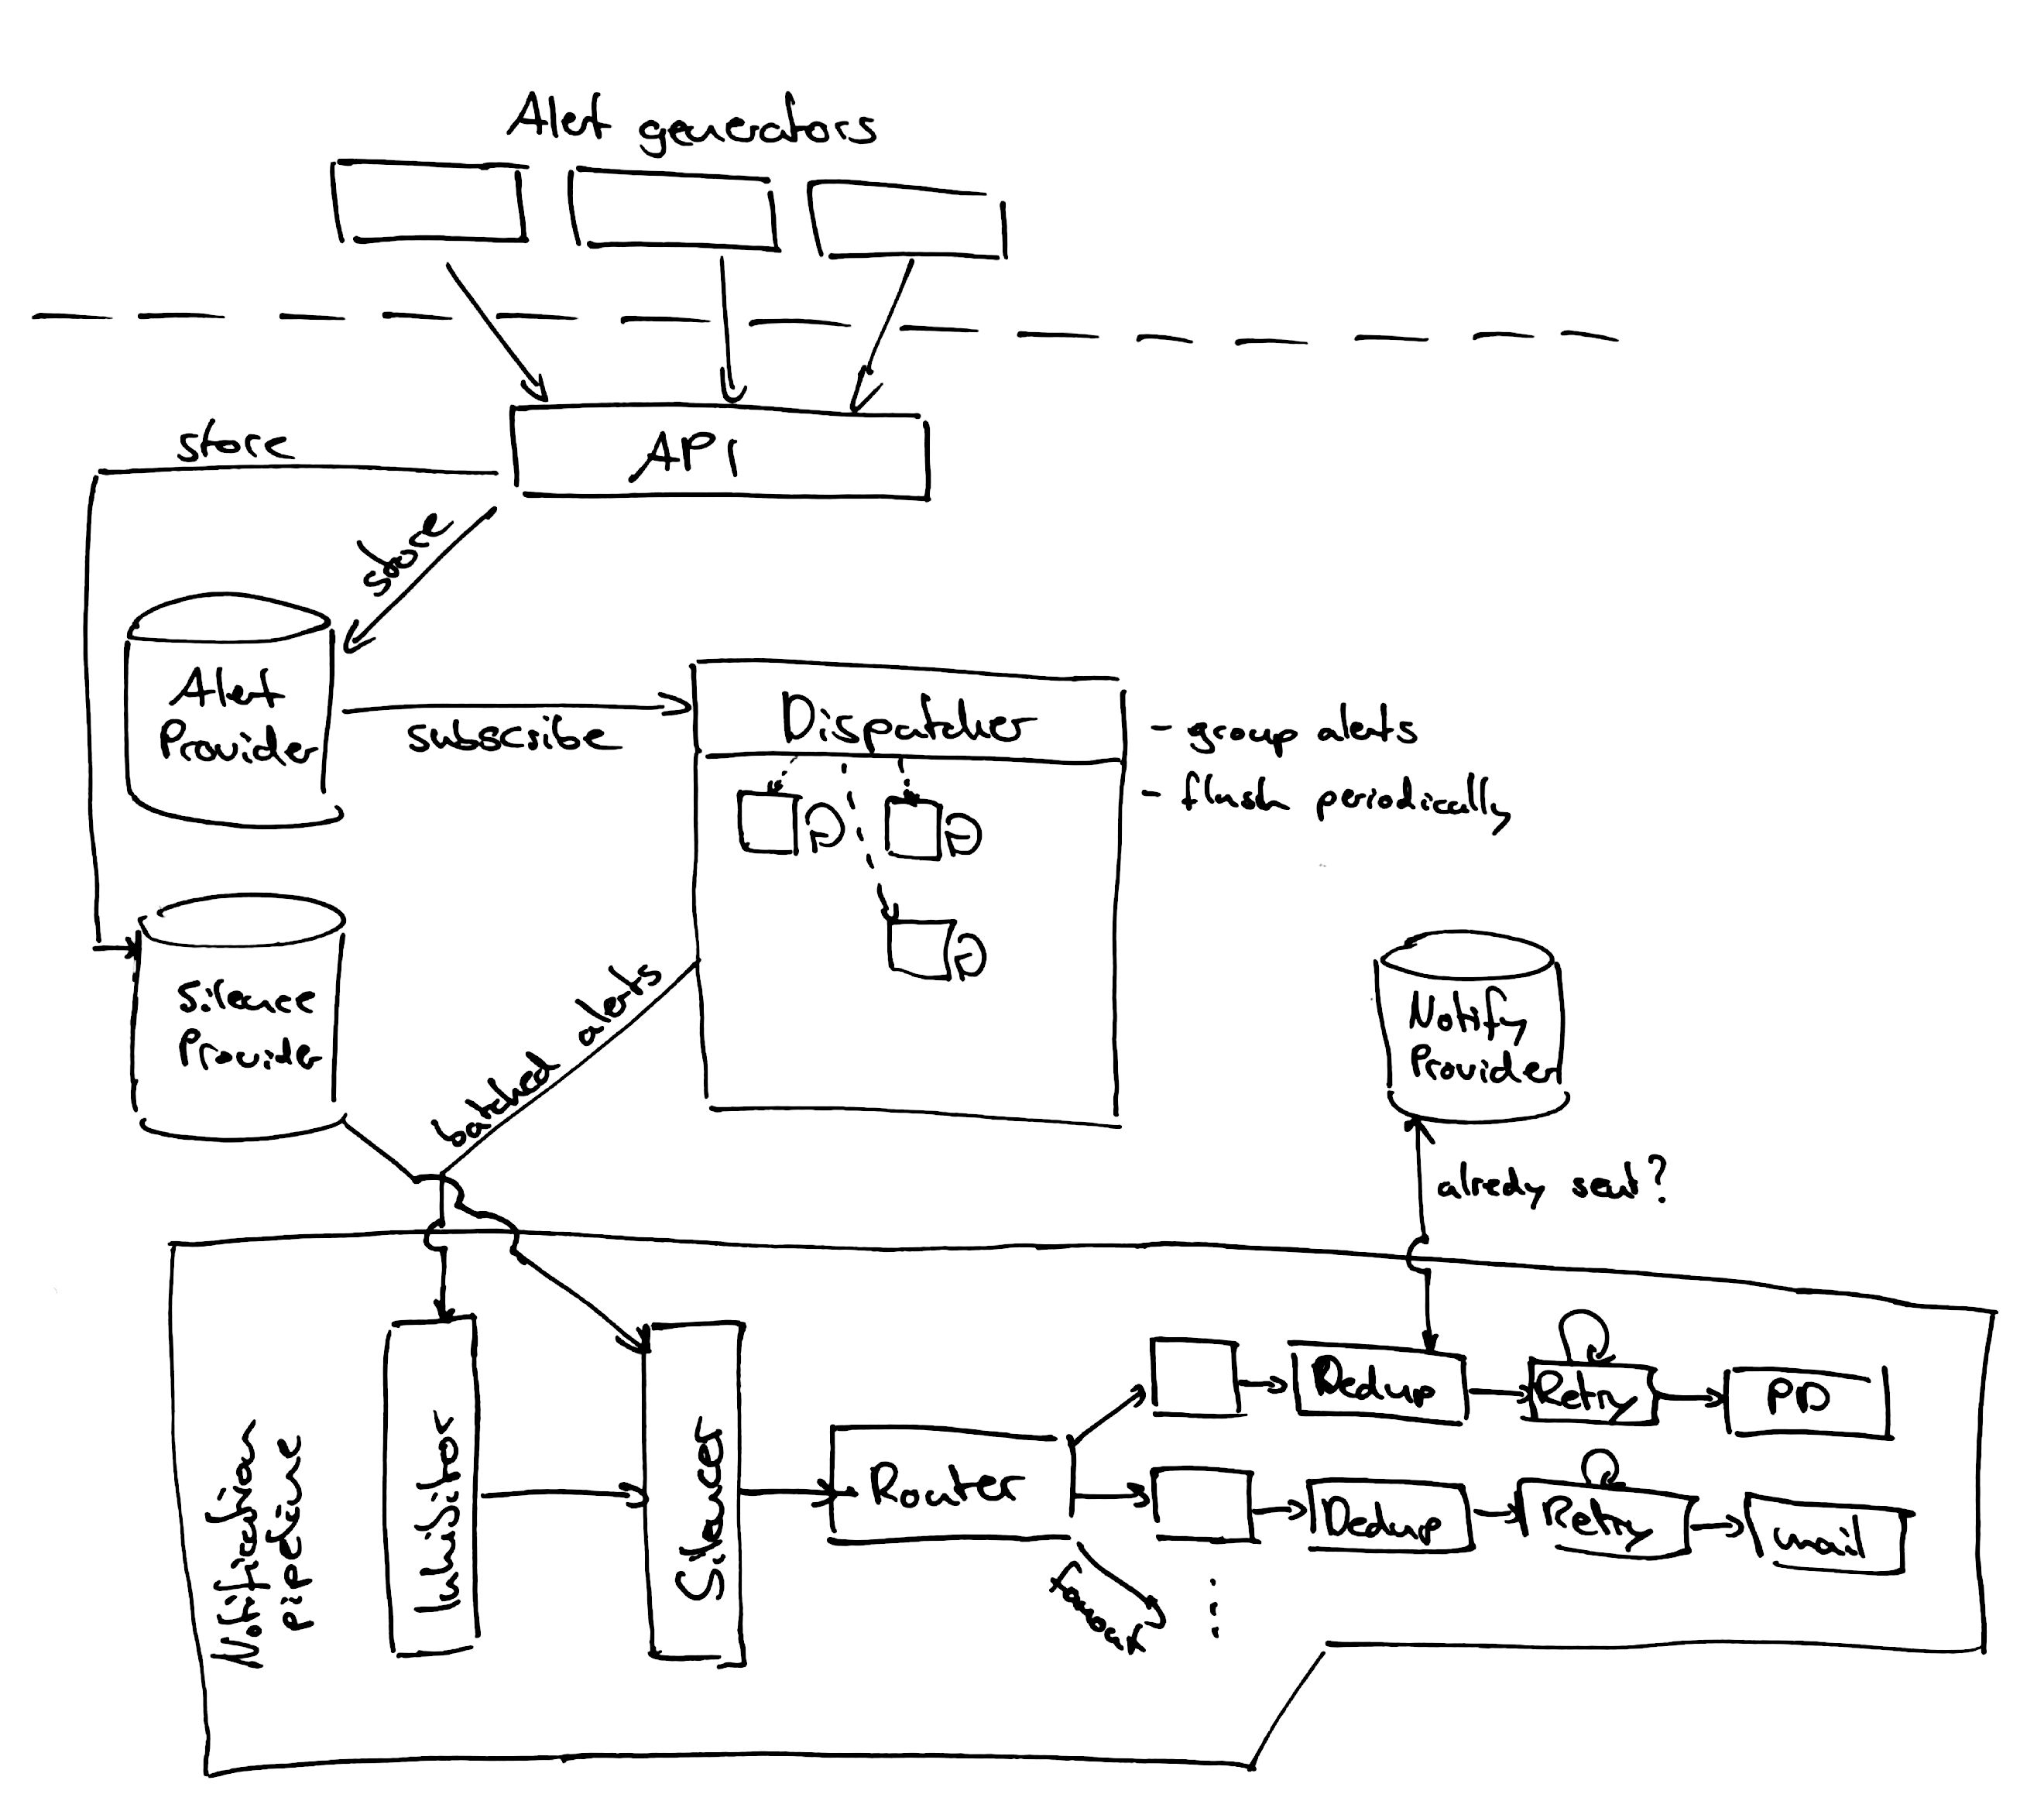 Alert generators
API
store
store
Alert
Provider
subscribe
Dispatcher
- group alerts
- flush periodically
Silence
Provider
batched alerts
Notify
Provider
alredy sent?
Notification
pipeline
Inhibitor
Silencer
Router
fanout
Dedup
Retry
PD
Dedup
Retry
mail